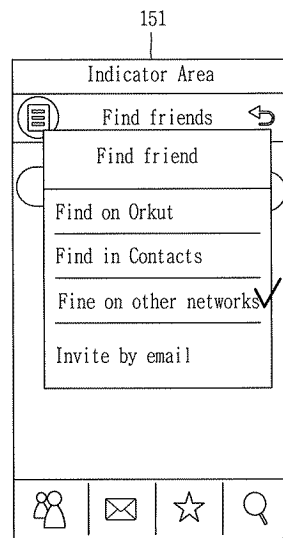 151
Indicator Area
Find friends
Find friend
Find on Orkut
Find in Contacts
Fine on other networks
Invite by email